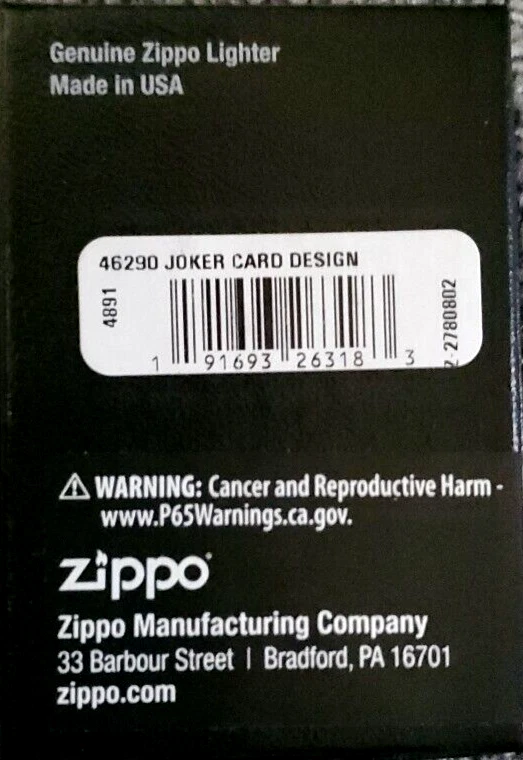 Genuine Zippo Lighter
Made in USA
46290 JOKER CARD DESIGN
4891
2-2780802
1 91693 26318 3
WARNING: Cancer and Reproductive Harm -
www.P65Warnings.ca.gov.
zippo
Zippo Manufacturing Company
33 Barbour Street | Bradford, PA 16701
zippo.com